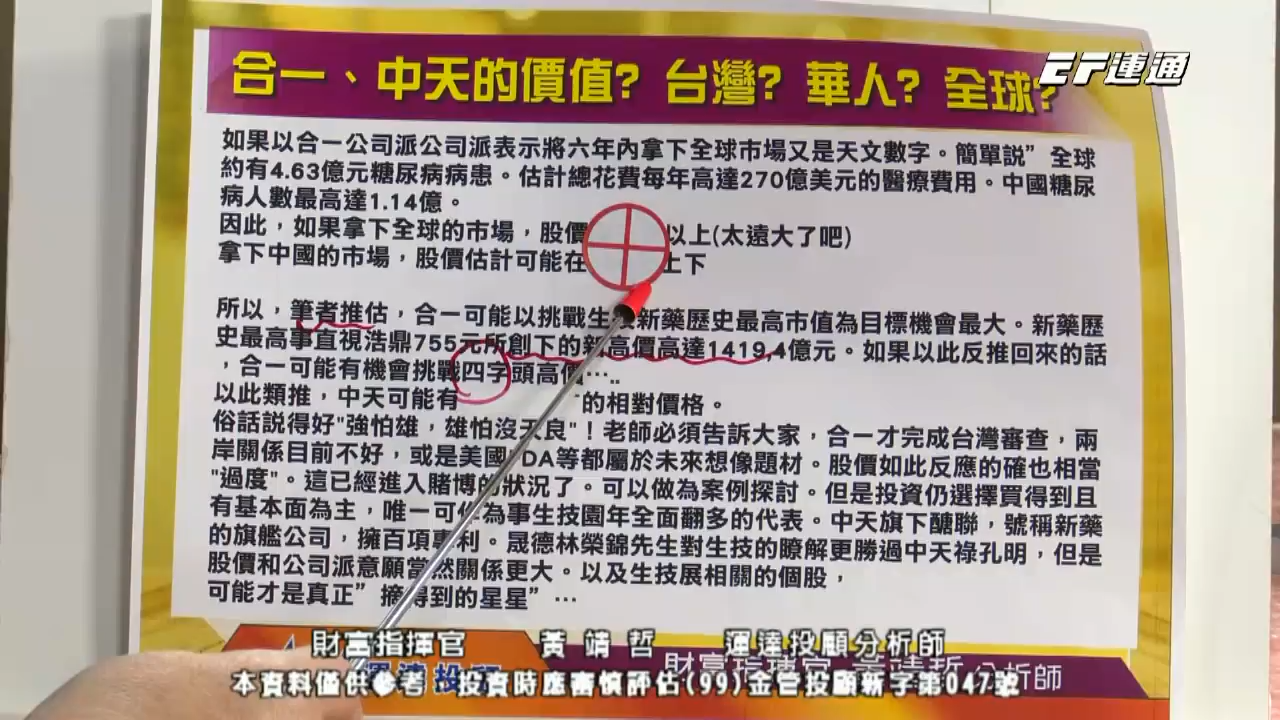 合一、中天的價值? 台灣? 華人? 全球?
EF運通
如果以合一公司派公司派表示將六年內拿下全球市場又是天文數字。簡單說”全球
約有4.63億元糖尿病病患。估計總花費每年高達270億美元的醫療費用。中國糖尿
病人數最高達1.14億。
因此，如果拿下全球的市場，股價 以上(太遠大了吧)
拿下中國的市場，股價估計可能在 上下
所以，筆者推估，合一可能以挑戰生技新藥歷史最高市值為目標機會最大。新藥歷
史最高事直視浩鼎755元所創下的新高價高達1419.4億元。如果以此反推回來的話
，合一可能有機會挑戰四字頭高價…..
以此類推，中天可能有 的相對價格。
俗話說得好"強怕雄，雄怕沒天良"！老師必須告訴大家，合一才完成台灣審查，兩
岸關係目前不好，或是美國 DA等都屬於未來想像題材。股價如此反應的確也相當
"過度"。這已經進入賭博的狀況了。可以做為案例探討。但是投資仍選擇買得到且
有基本面為主，唯一可作為事生技園年全面翻多的代表。中天旗下醣聯，號稱新藥
的旗艦公司，擁百項專利。晟德林榮錦先生對生技的瞭解更勝過中天祿孔明，但是
股價和公司派意願當然關係更大。以及生技展相關的個股，
可能才是真正”摘得到的星星”…
財富指揮官 黃靖哲 運達投顧分析師
運達投顧 財富指揮官 黃靖哲 分析師
本資料僅供參考 投資時應審慎評估(99)金管投顧新字第047號